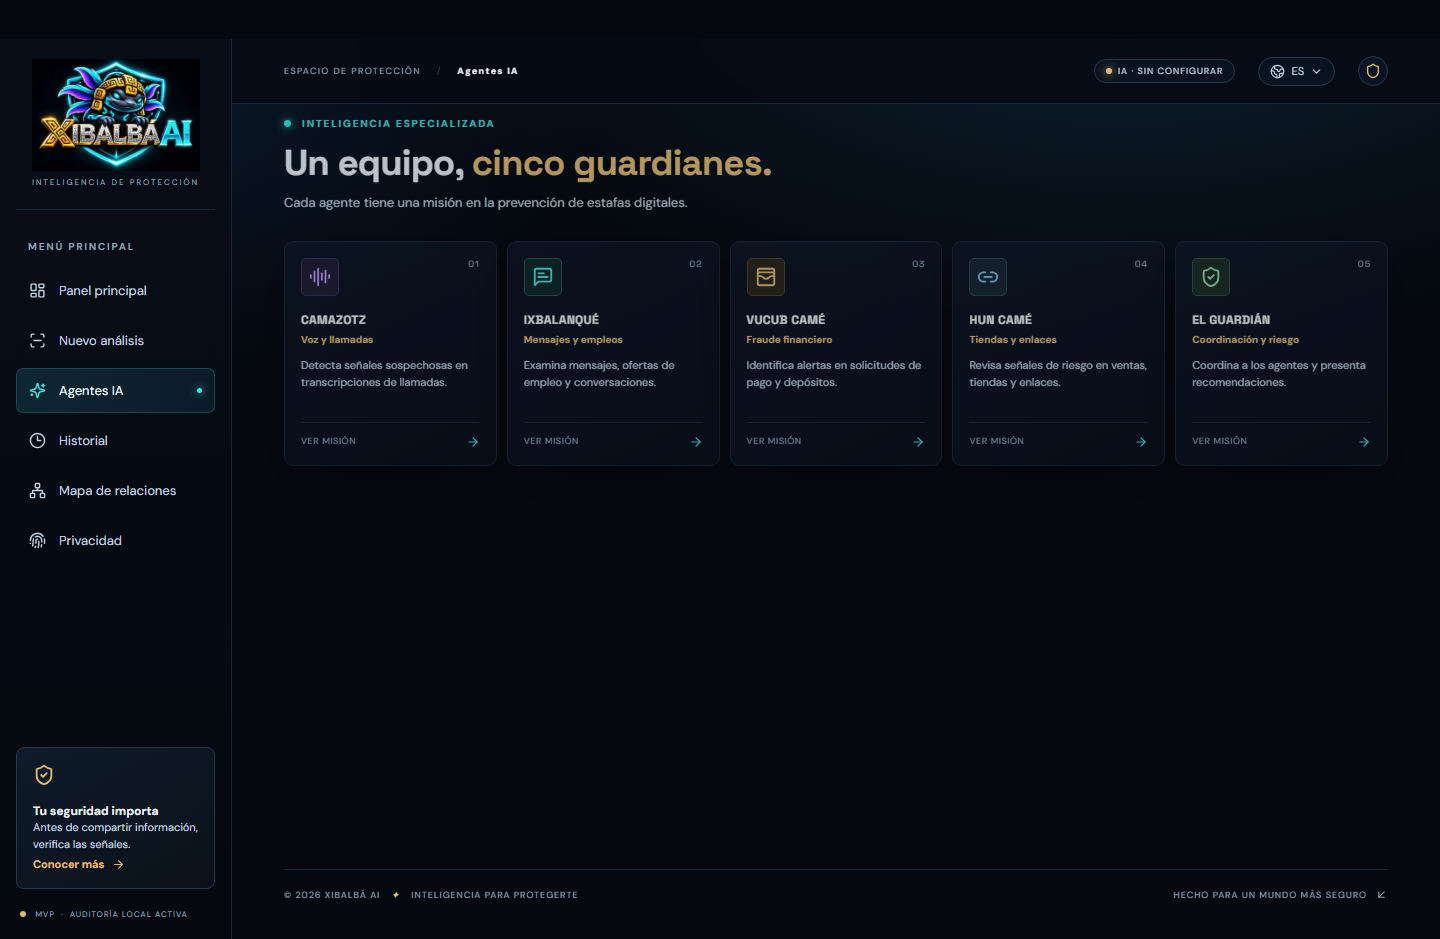 XIBALBÁ AI
INTELIGENCIA DE PROTECCIÓN
MENÚ PRINCIPAL
Panel principal
Nuevo análisis
Agentes IA
Historial
Mapa de relaciones
Privacidad
Tu seguridad importa
Antes de compartir información,
verifica las señales.
Conocer más
MVP · AUDITORÍA LOCAL ACTIVA
ESPACIO DE PROTECCIÓN / Agentes IA
IA · SIN CONFIGURAR
ES
INTELIGENCIA ESPECIALIZADA
Un equipo, cinco guardianes.
Cada agente tiene una misión en la prevención de estafas digitales.
01
CAMAZOTZ
Voz y llamadas
Detecta señales sospechosas en
transcripciones de llamadas.
VER MISIÓN
02
IXBALANQUÉ
Mensajes y empleos
Examina mensajes, ofertas de
empleo y conversaciones.
VER MISIÓN
03
VUCUB CAMÉ
Fraude financiero
Identifica alertas en solicitudes de
pago y depósitos.
VER MISIÓN
04
HUN CAMÉ
Tiendas y enlaces
Revisa señales de riesgo en ventas,
tiendas y enlaces.
VER MISIÓN
05
EL GUARDIÁN
Coordinación y riesgo
Coordina a los agentes y presenta
recomendaciones.
VER MISIÓN
© 2026 XIBALBÁ AI ✦ INTELIGENCIA PARA PROTEGERTE
HECHO PARA UN MUNDO MÁS SEGURO